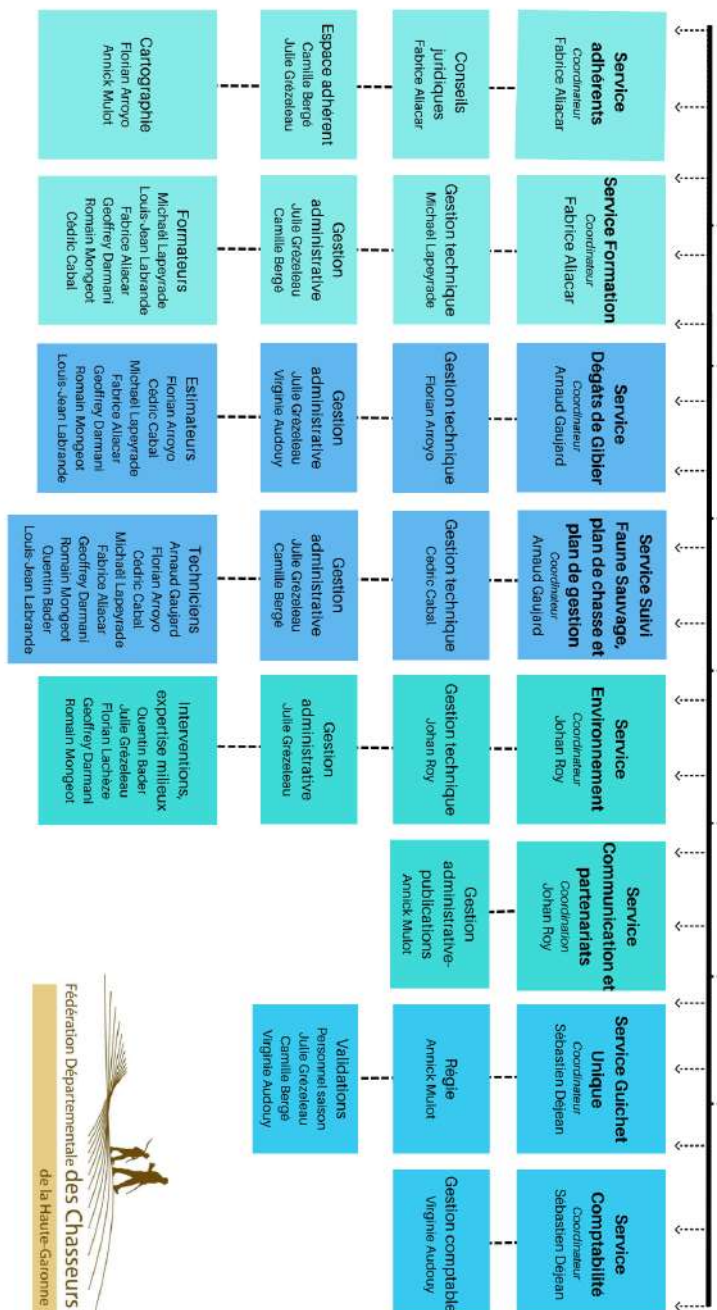 Service
adhérents
Coordinateur
Fabrice Aliacar
Conseils
juridiques
Fabrice Aliacar
Espace adhérent
Camille Bergé
Julie Grézeleau
Cartographie
Florian Arroyo
Annick Mulot
Service Formation
Coordinateur
Fabrice Aliacar
Gestion technique
Michaël Lapeyrade
Gestion
administrative
Julie Grézeleau
Camille Bergé
Formateurs
Michaël Lapeyrade
Louis-Jean Labrande
Fabrice Aliacar
Geoffrey Darmani
Romain Mongeot
Cédric Cabal
Service
Dégâts de Gibier
Coordinateur
Arnaud Gaujard
Gestion technique
Florian Arroyo
Gestion
administrative
Julie Grézeleau
Virginie Audouy
Estimateurs
Florian Arroyo
Cédric Cabal
Michaël Lapeyrade
Fabrice Aliacar
Geoffrey Darmani
Romain Mongeot
Louis-Jean Labrande
Service Suivi
Faune Sauvage,
plan de chasse et
plan de gestion
Coordinateur
Arnaud Gaujard
Gestion technique
Cédric Cabal
Gestion
administrative
Julie Grézeleau
Camille Bergé
Techniciens
Arnaud Gaujard
Florian Arroyo
Cédric Cabal
Michaël Lapeyrade
Fabrice Aliacar
Geoffrey Darmani
Romain Mongeot
Quentin Bader
Louis-Jean Labrande
Service
Environnement
Coordinateur
Johan Roy
Gestion technique
Johan Roy
Gestion
administrative
Julie Grézeleau
Interventions,
expertise milieux
Quentin Bader
Julie Grézeleau
Florian Lachèze
Geoffrey Darmani
Romain Mongeot
Service
Communication et
partenariats
Coordination
Johan Roy
Gestion
administrative-
publications
Annick Mulot
Service Guichet
Unique
Coordinateur
Sébastien Déjean
Régie
Annick Mulot
Validations
Personnel saison
Julie Grézeleau
Camille Bergé
Virginie Audouy
Service
Comptabilité
Coordinateur
Sébastien Déjean
Gestion comptable
Virginie Audouy
Fédération Départementale des Chasseurs
de la Haute-Garonne